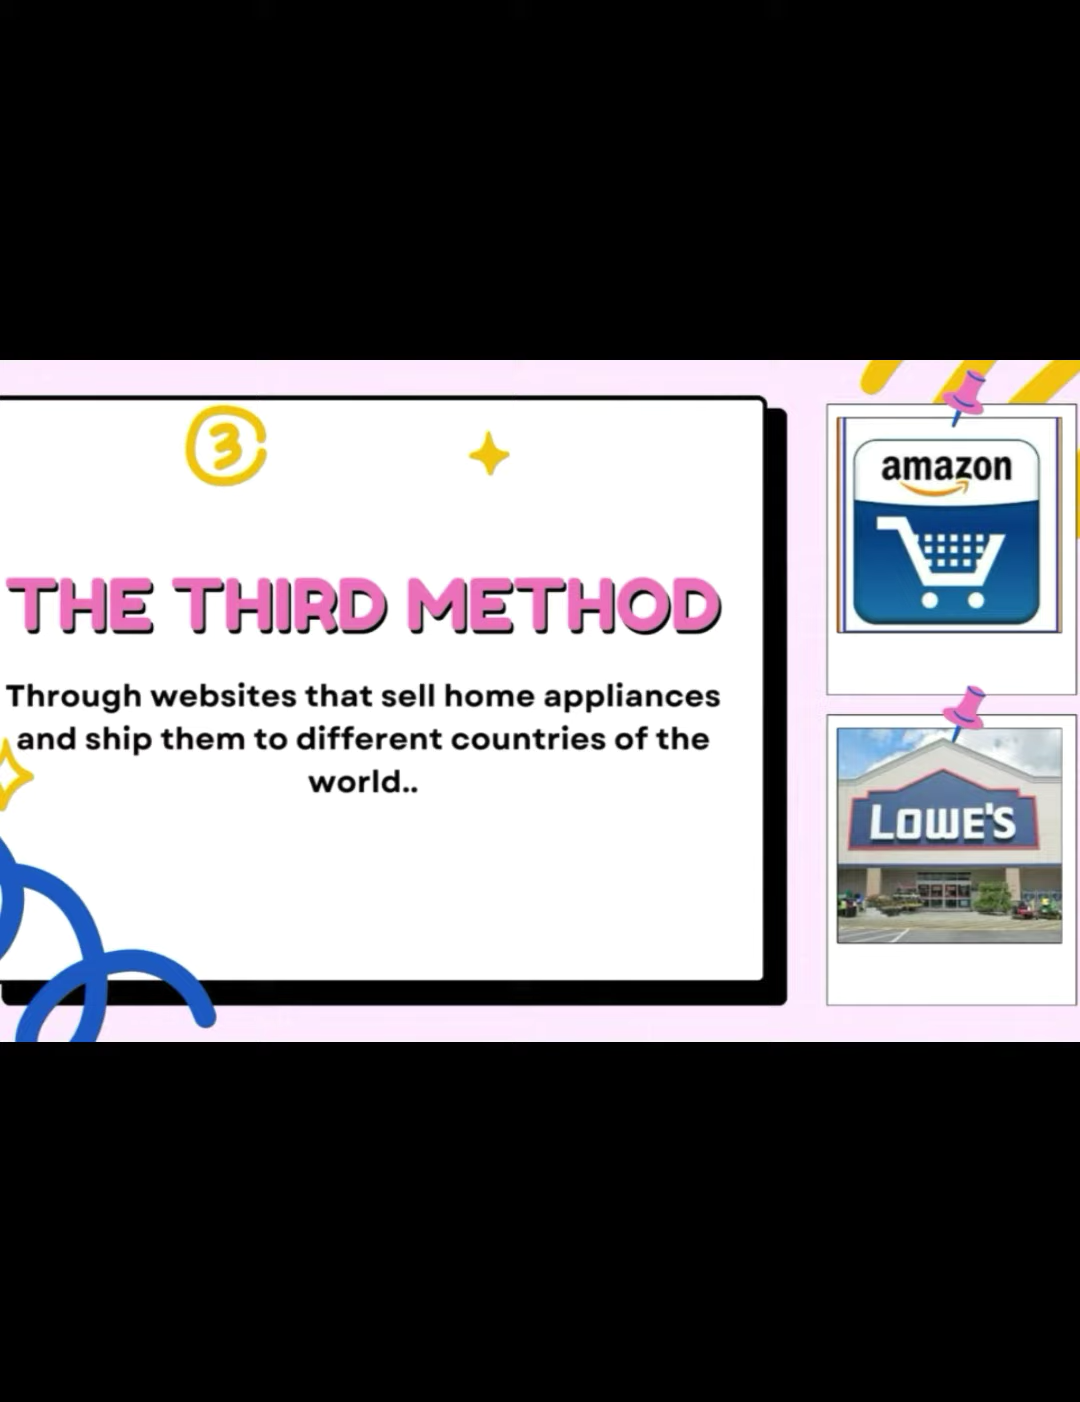 3
THE THIRD METHOD
Through websites that sell home appliances
and ship them to different countries of the
world..
amazon
LOWE'S